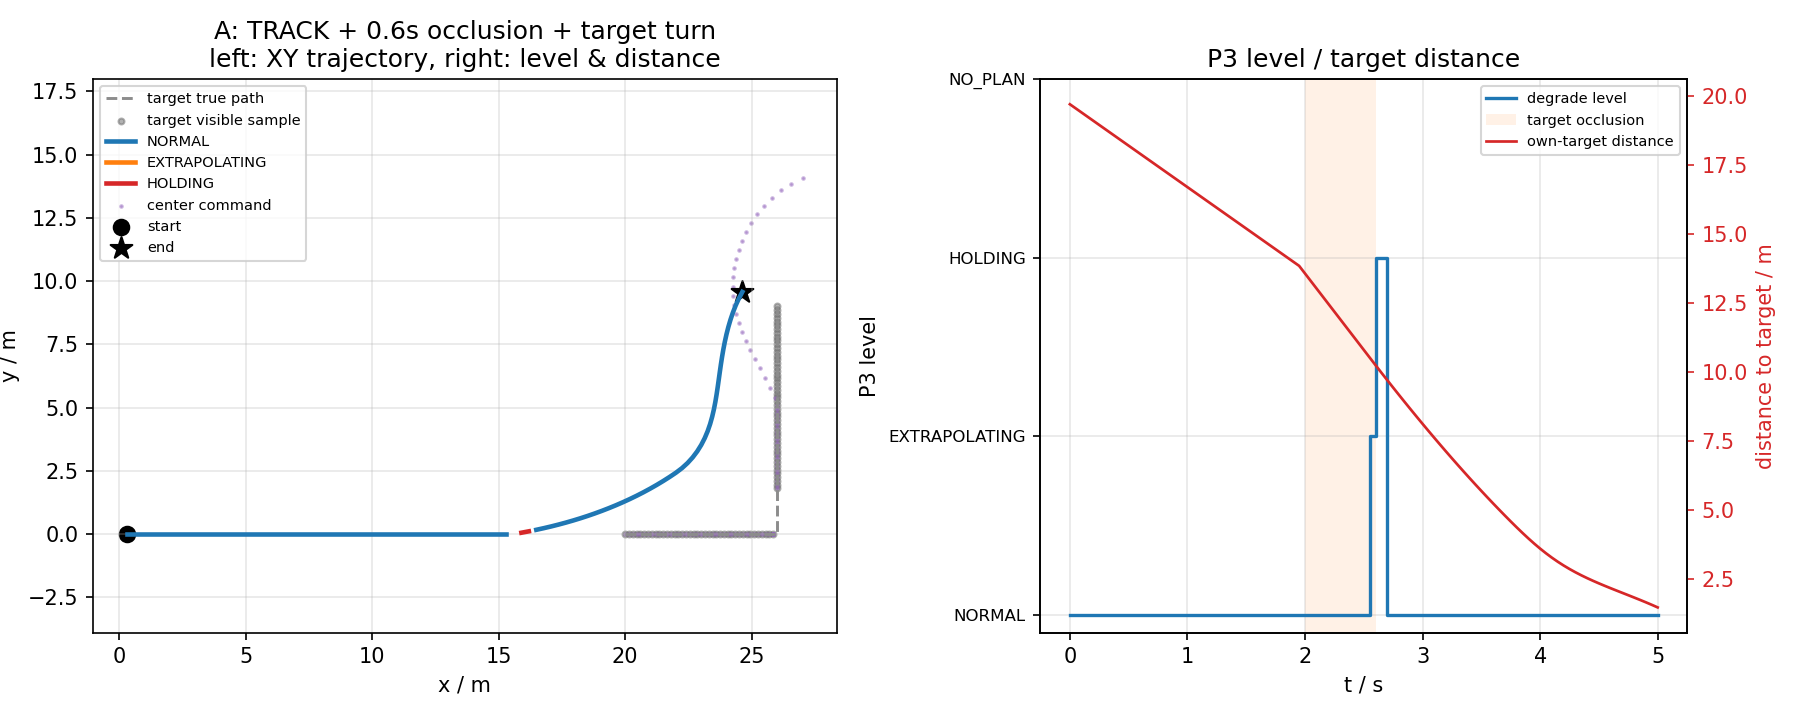 A: TRACK + 0.6s occlusion + target turn
left: XY trajectory, right: level & distance
17.5
15.0
12.5
10.0
7.5
5.0
2.5
0.0
−2.5
y / m
target true path
target visible sample
NORMAL
EXTRAPOLATING
HOLDING
center command
start
end
0
5
10
15
20
25
x / m
P3 level / target distance
NO_PLAN
HOLDING
EXTRAPOLATING
NORMAL
P3 level
degrade level
target occlusion
own-target distance
20.0
17.5
15.0
12.5
10.0
7.5
5.0
2.5
distance to target / m
0
1
2
3
4
5
t / s